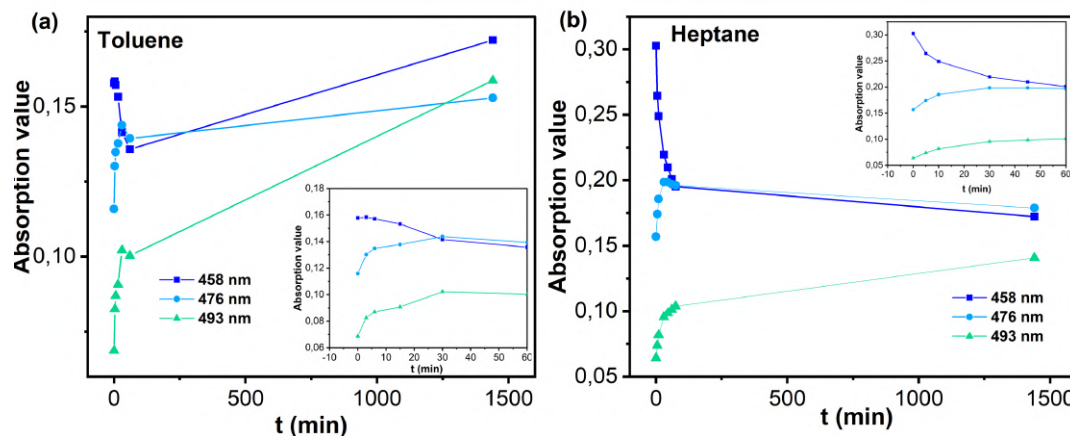 (a)
Toluene
Absorption value
0,15
0,10
458 nm
476 nm
493 nm
0 500 1000 1500
t (min)
Absorption value
0,18
0,16
0,14
0,12
0,10
0,08
0,06
-10 0 10 20 30 40 50 60
t (min)
(b)
Heptane
Absorption value
0,30
0,25
0,20
0,15
0,10
0,05
458 nm
476 nm
493 nm
0 500 1000 1500
t (min)
Absorption value
0,35
0,30
0,25
0,20
0,15
0,10
0,05
-10 0 10 20 30 40 50 60
t (min)